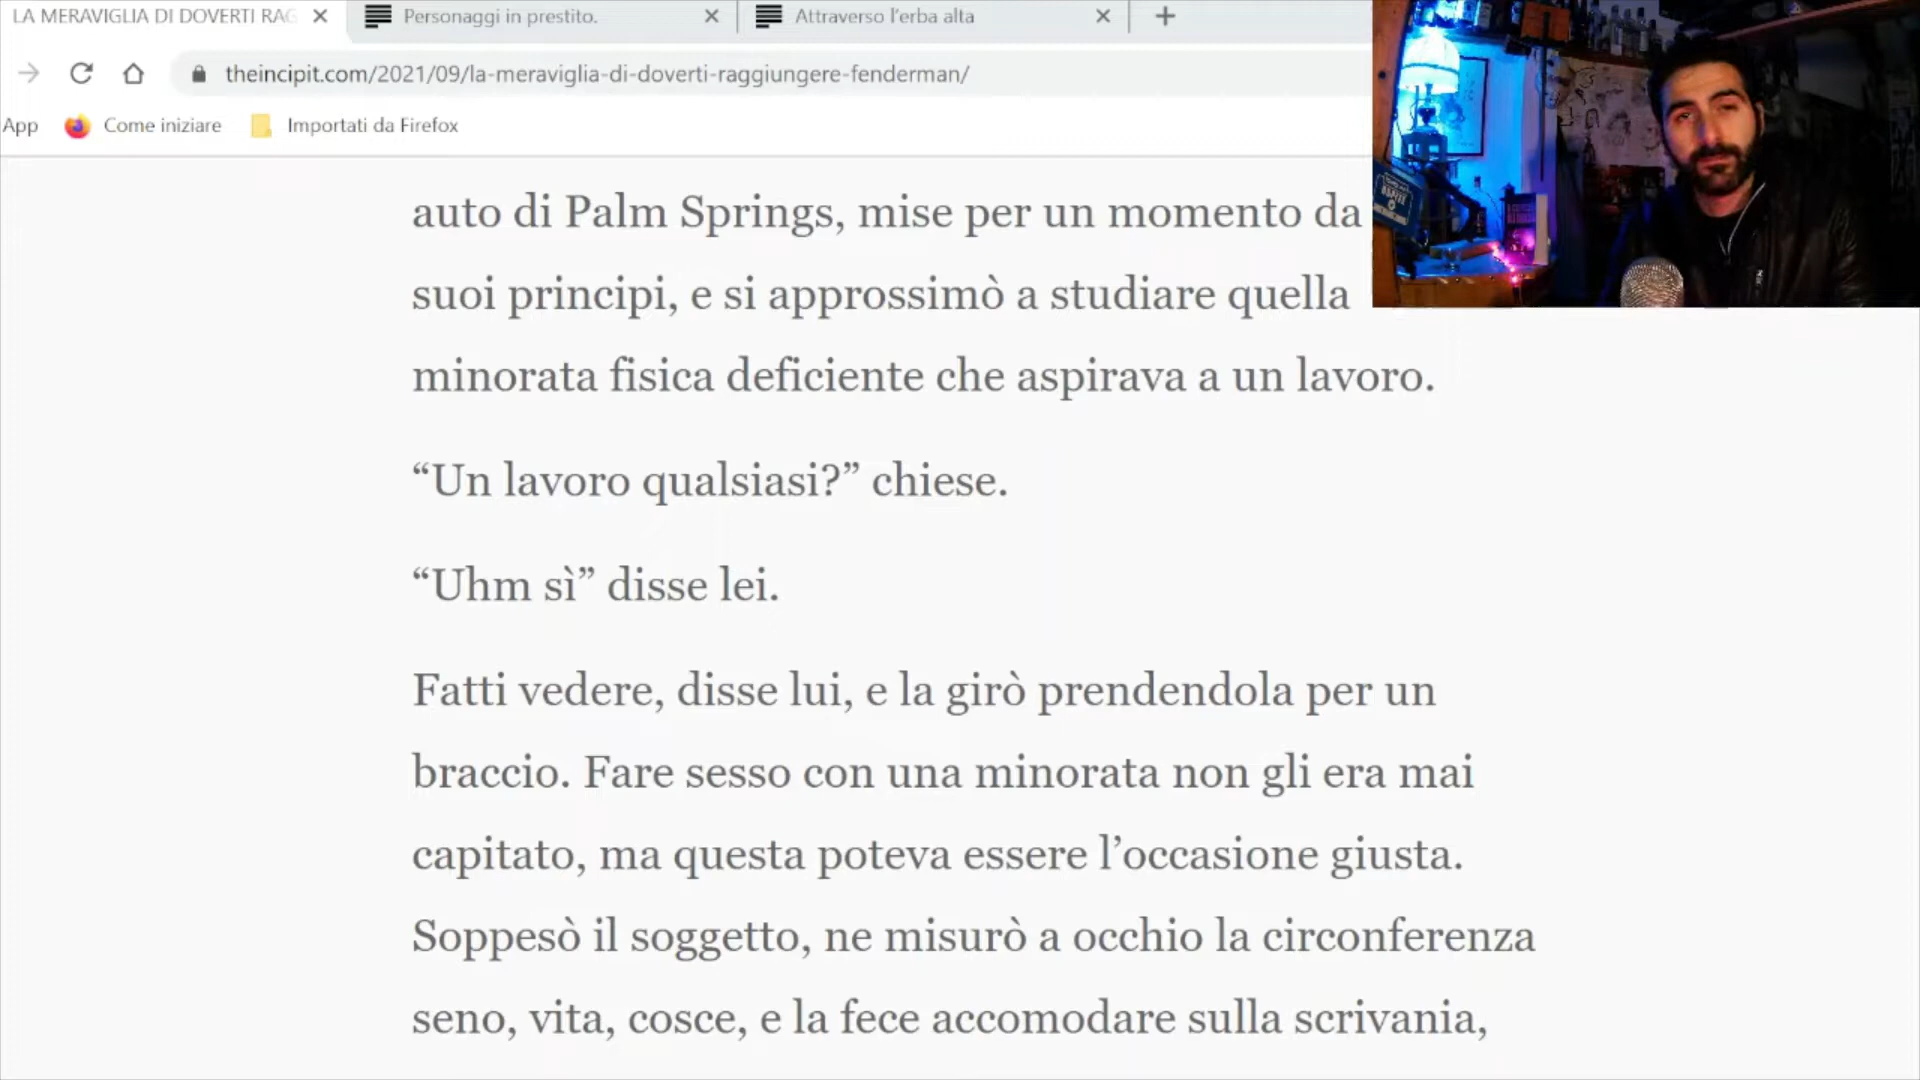 LA MERAVIGLIA DI DOVERTI RAG
Personaggi in prestito.
Attraverso l'erba alta
theincipit.com/2021/09/la-meraviglia-di-doverti-raggiungere-fenderman/
App
Come iniziare
Importati da Firefox
auto di Palm Springs, mise per un momento da
suoi principi, e si approssimò a studiare quella
minorata fisica deficiente che aspirava a un lavoro.
“Un lavoro qualsiasi?” chiese.
“Uhm sì” disse lei.
Fatti vedere, disse lui, e la girò prendendola per un
braccio. Fare sesso con una minorata non gli era mai
capitato, ma questa poteva essere l’occasione giusta.
Soppesò il soggetto, ne misurò a occhio la circonferenza
seno, vita, cosce, e la fece accomodare sulla scrivania,